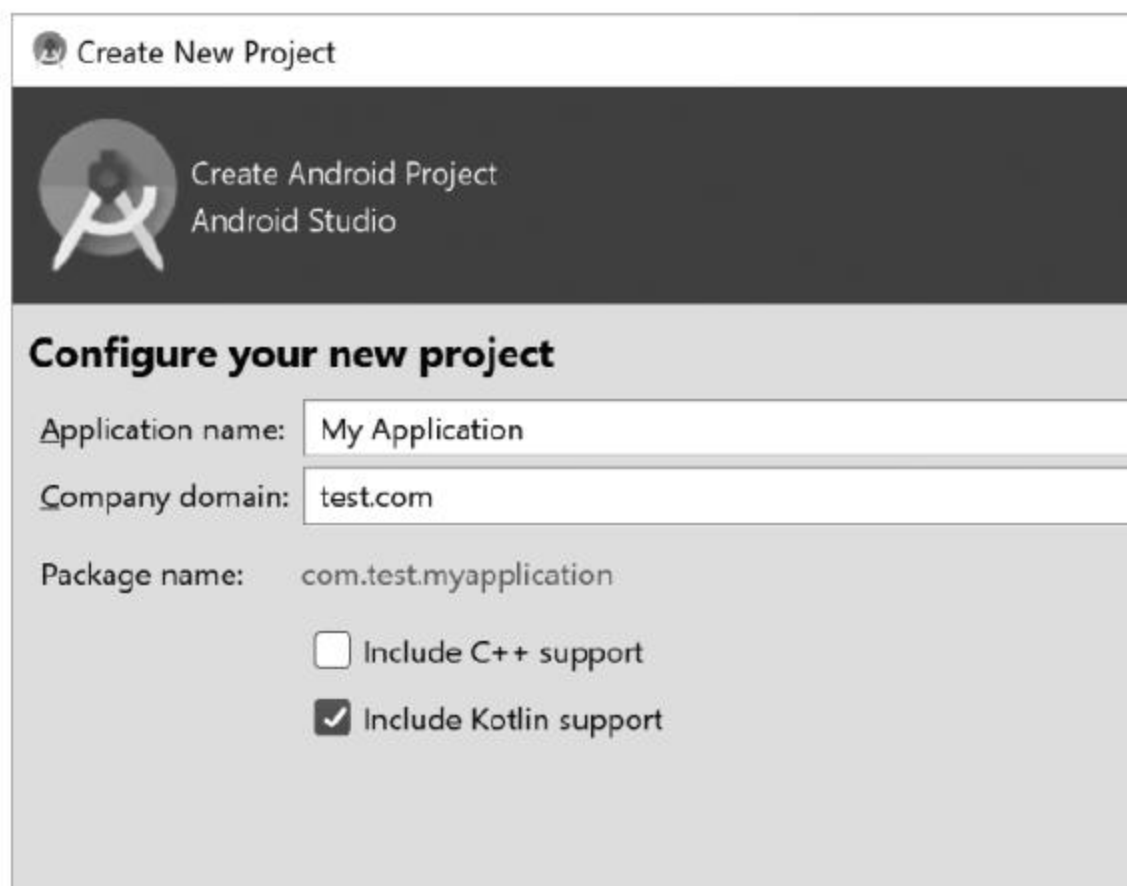 Create New Project
Create Android Project
Android Studio
Configure your new project
Application name: My Application
Company domain: test.com
Package name: com.test.myapplication
Include C++ support
Include Kotlin support